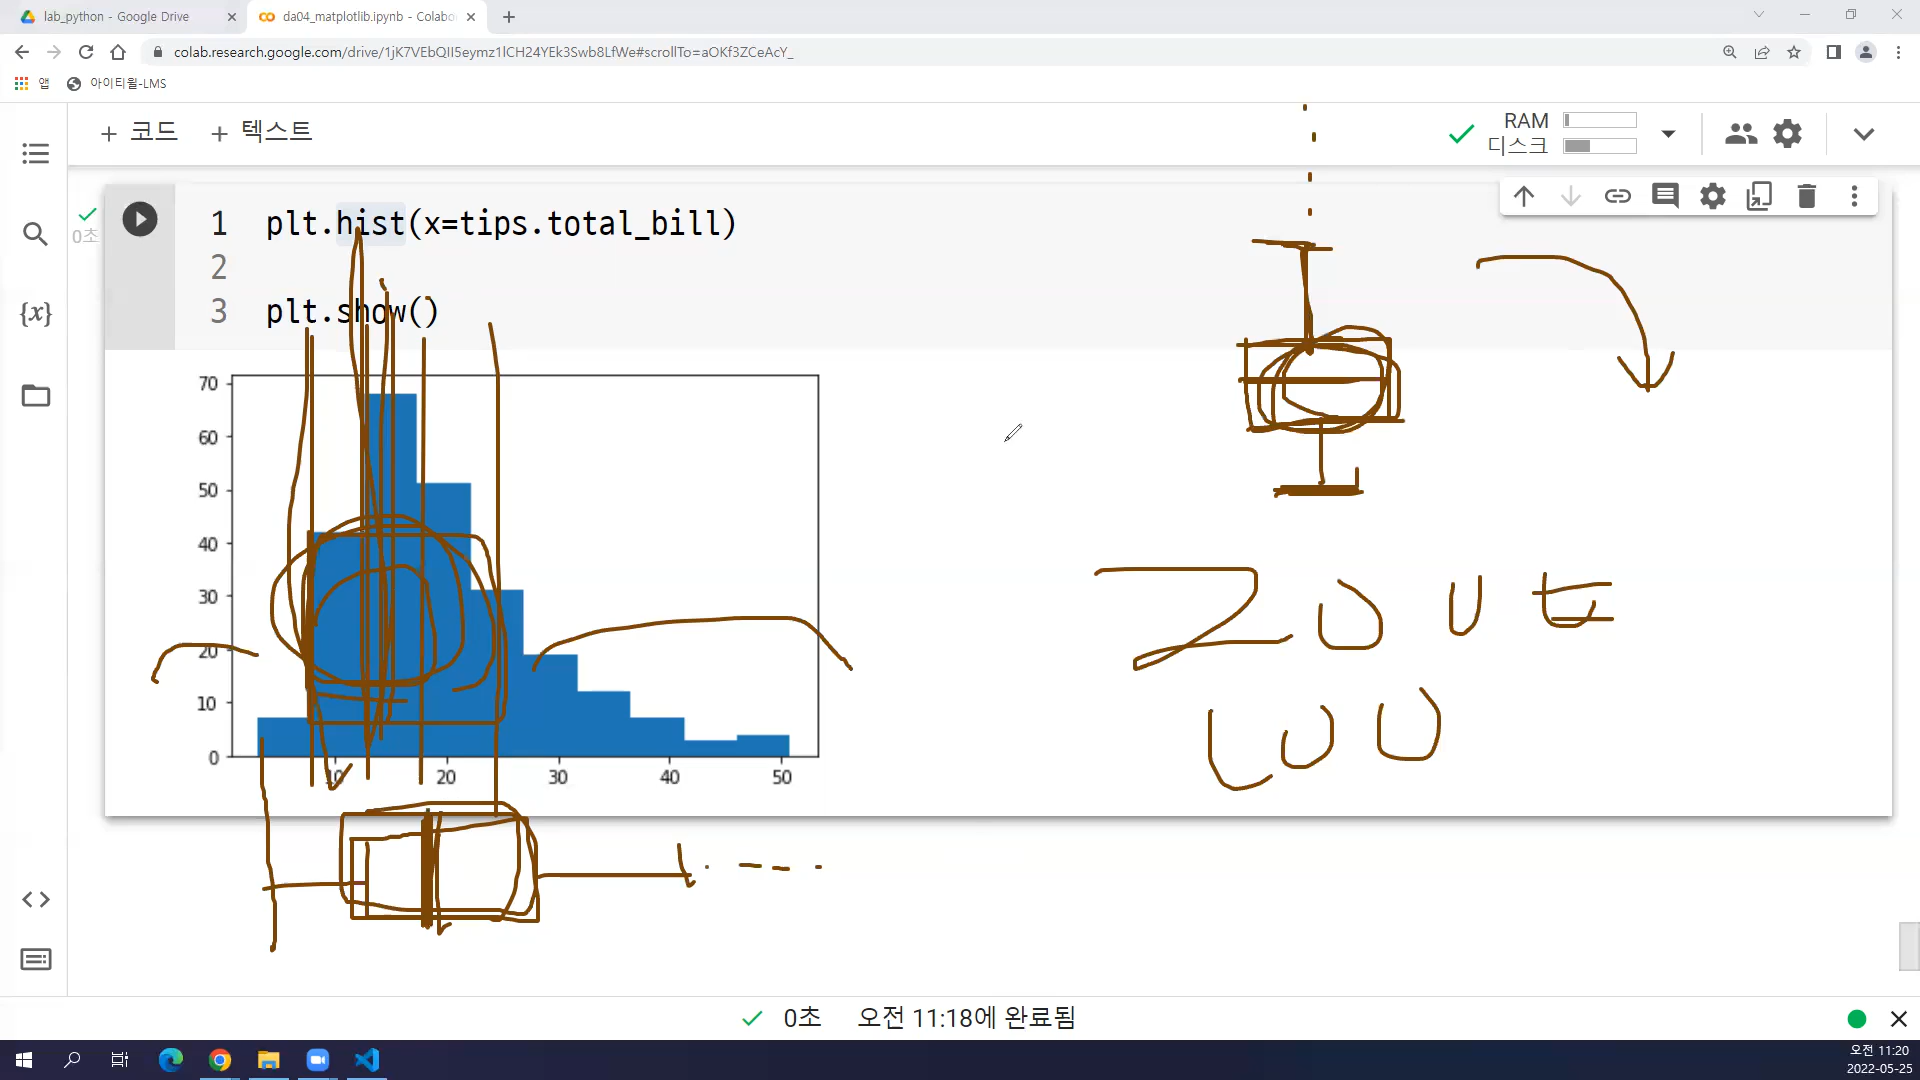 lab_python - Google Drive
da04_matplotlib.ipynb - Colabo
colab.research.google.com/drive/1jK7VEbQII5eymz1lCH24YEk3Swb8LfWe#scrollTo=aOKf3ZCeAcY_
앱 아이티윌-LMS
+ 코드 + 텍스트
RAM
디스크
0초
1 plt.hist(x=tips.total_bill)
2
3 plt.show()
{x}
70
60
50
40
30
20
10
0
10 20 30 40 50
0초 오전 11:18에 완료됨
오전 11:20
2022-05-25